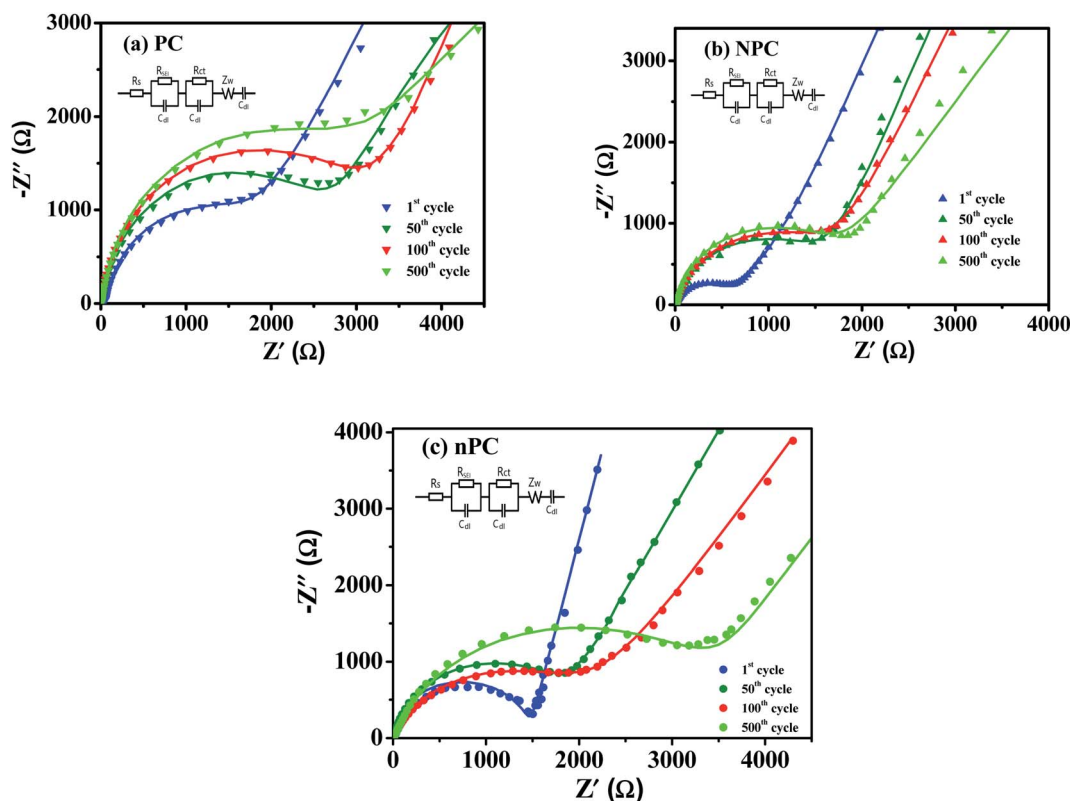 (a) PC
Rs
RSEI
Rct
Zw
Cdl
Cdl
Cdl
3000
2000
1000
0
-Z″ (Ω)
0 1000 2000 3000 4000
Z′ (Ω)
1st cycle
50th cycle
100th cycle
500th cycle
(b) NPC
Rs
RSEI
Rct
Zw
Cdl
Cdl
Cdl
3000
2000
1000
0
-Z″ (Ω)
0 1000 2000 3000 4000
Z′ (Ω)
1st cycle
50th cycle
100th cycle
500th cycle
(c) nPC
Rs
RSEI
Rct
Zw
Cdl
Cdl
Cdl
4000
3000
2000
1000
0
-Z″ (Ω)
0 1000 2000 3000 4000
Z′ (Ω)
1st cycle
50th cycle
100th cycle
500th cycle